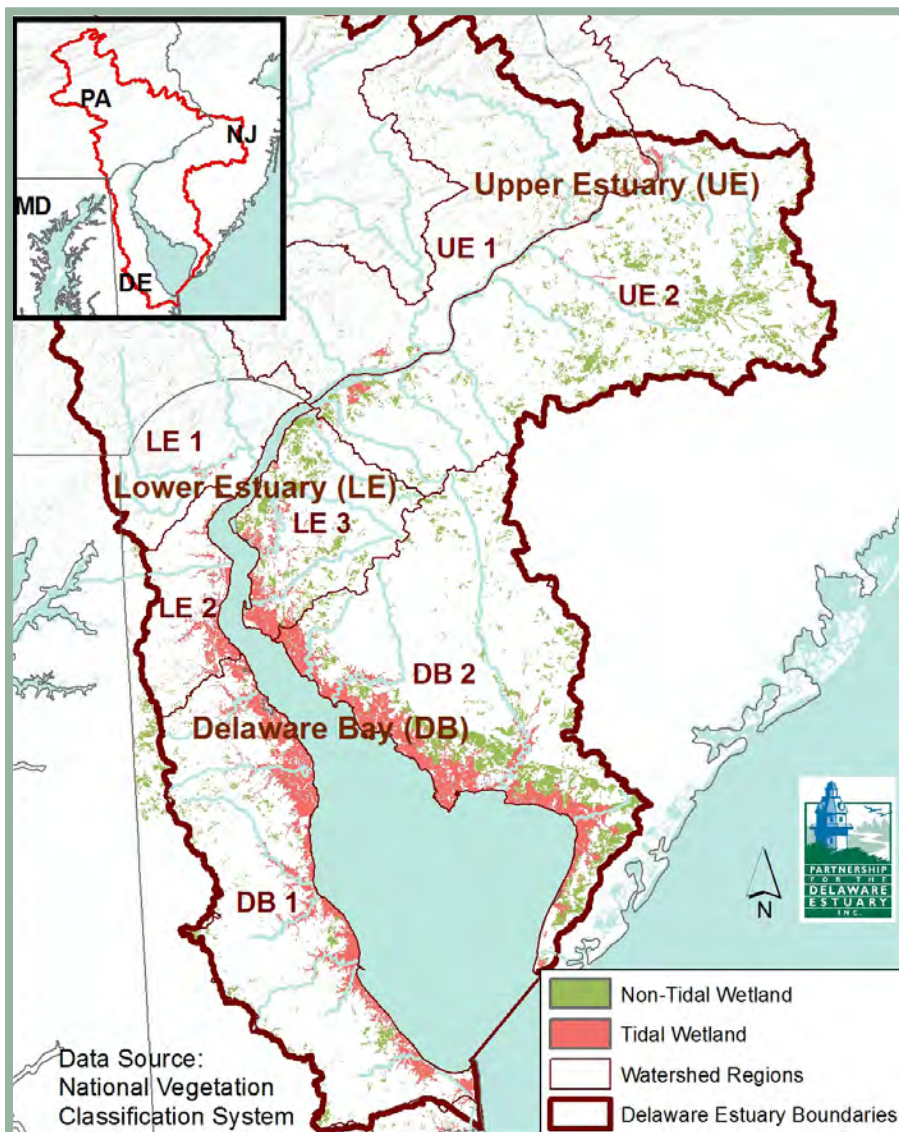 PA
NJ
MD
DE
Upper Estuary (UE)
UE 1
UE 2
LE 1
Lower Estuary (LE)
LE 3
LE 2
DB 2
Delaware Bay (DB)
DB 1
N
PARTNERSHIP
FOR THE
DELAWARE
ESTUARY
INC.
Non-Tidal Wetland
Tidal Wetland
Watershed Regions
Delaware Estuary Boundaries
Data Source:
National Vegetation
Classification System